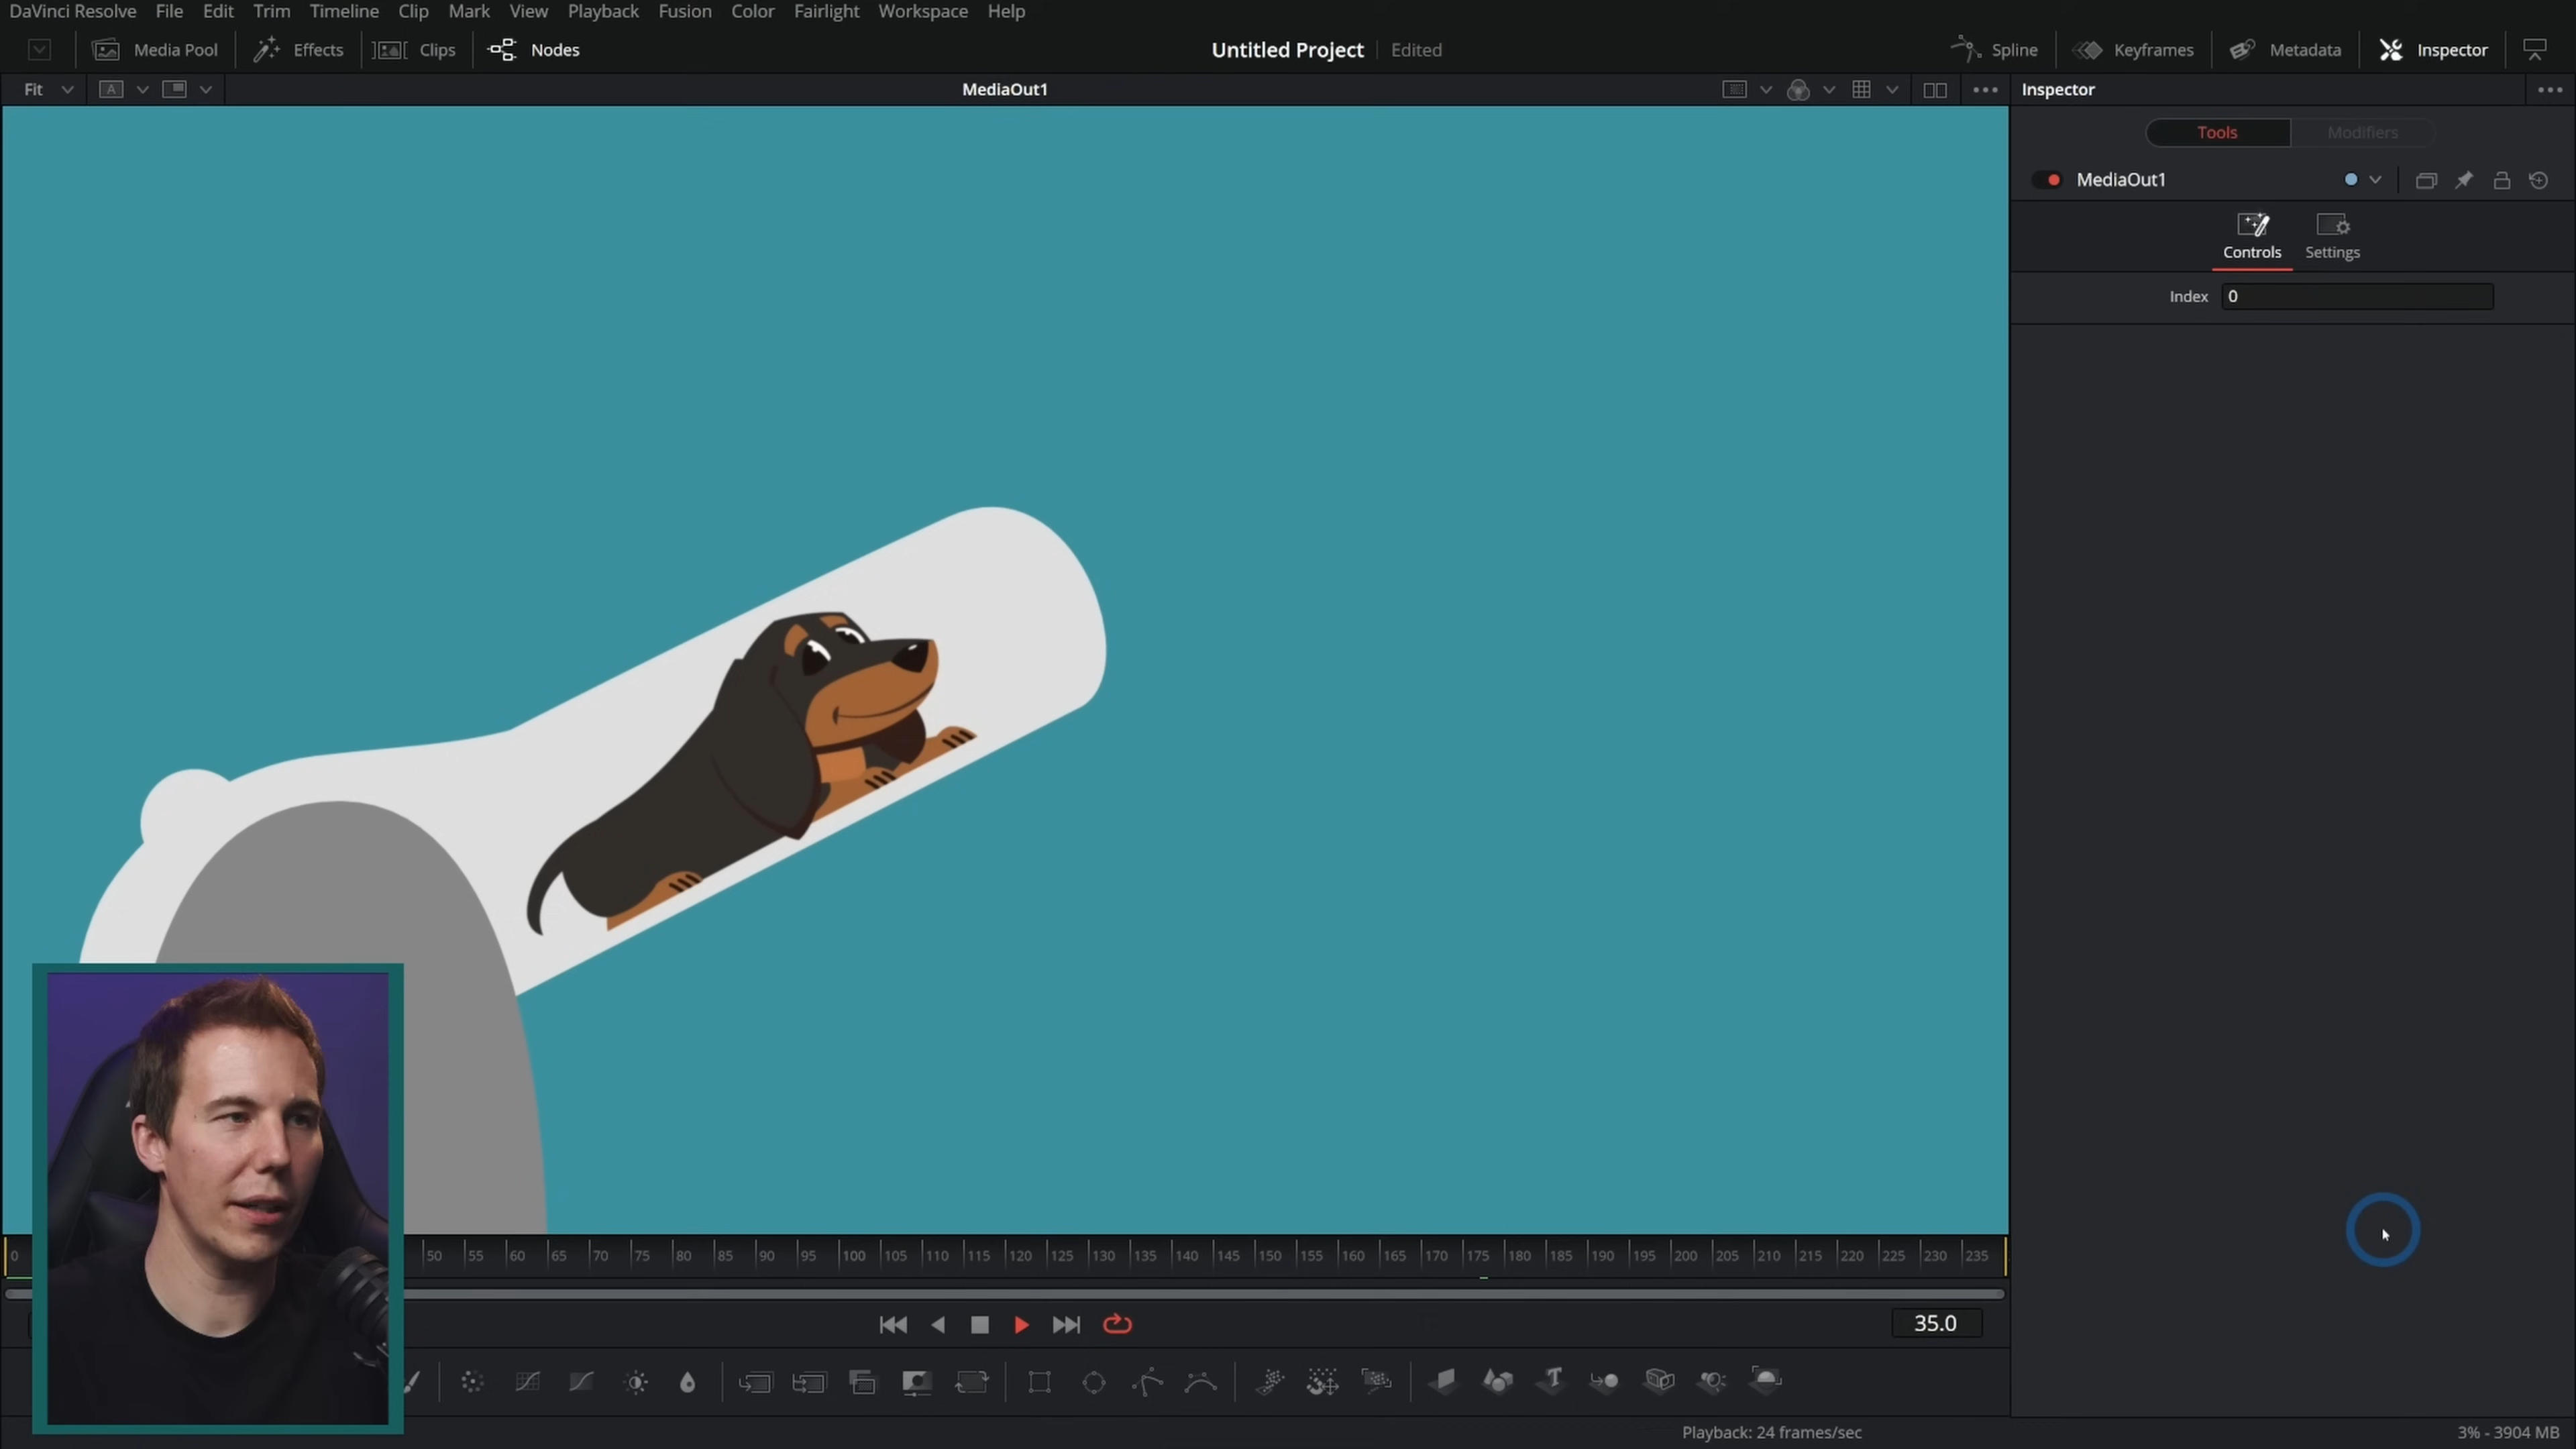 DaVinci Resolve File Edit Trim Timeline Clip Mark View Playback Fusion Color Fairlight Workspace Help
Media Pool Effects Clips Nodes Untitled Project Edited Spline Keyframes Metadata Inspector
Fit A MediaOut1 Inspector
Tools Modifiers
MediaOut1
Controls Settings
Index 0
0 50 55 60 65 70 75 80 85 90 95 100 105 110 115 120 125 130 135 140 145 150 155 160 165 170 175 180 185 190 195 200 205 210 215 220 225 230 235
35.0
T
Playback: 24 frames/sec 3% - 3904 MB